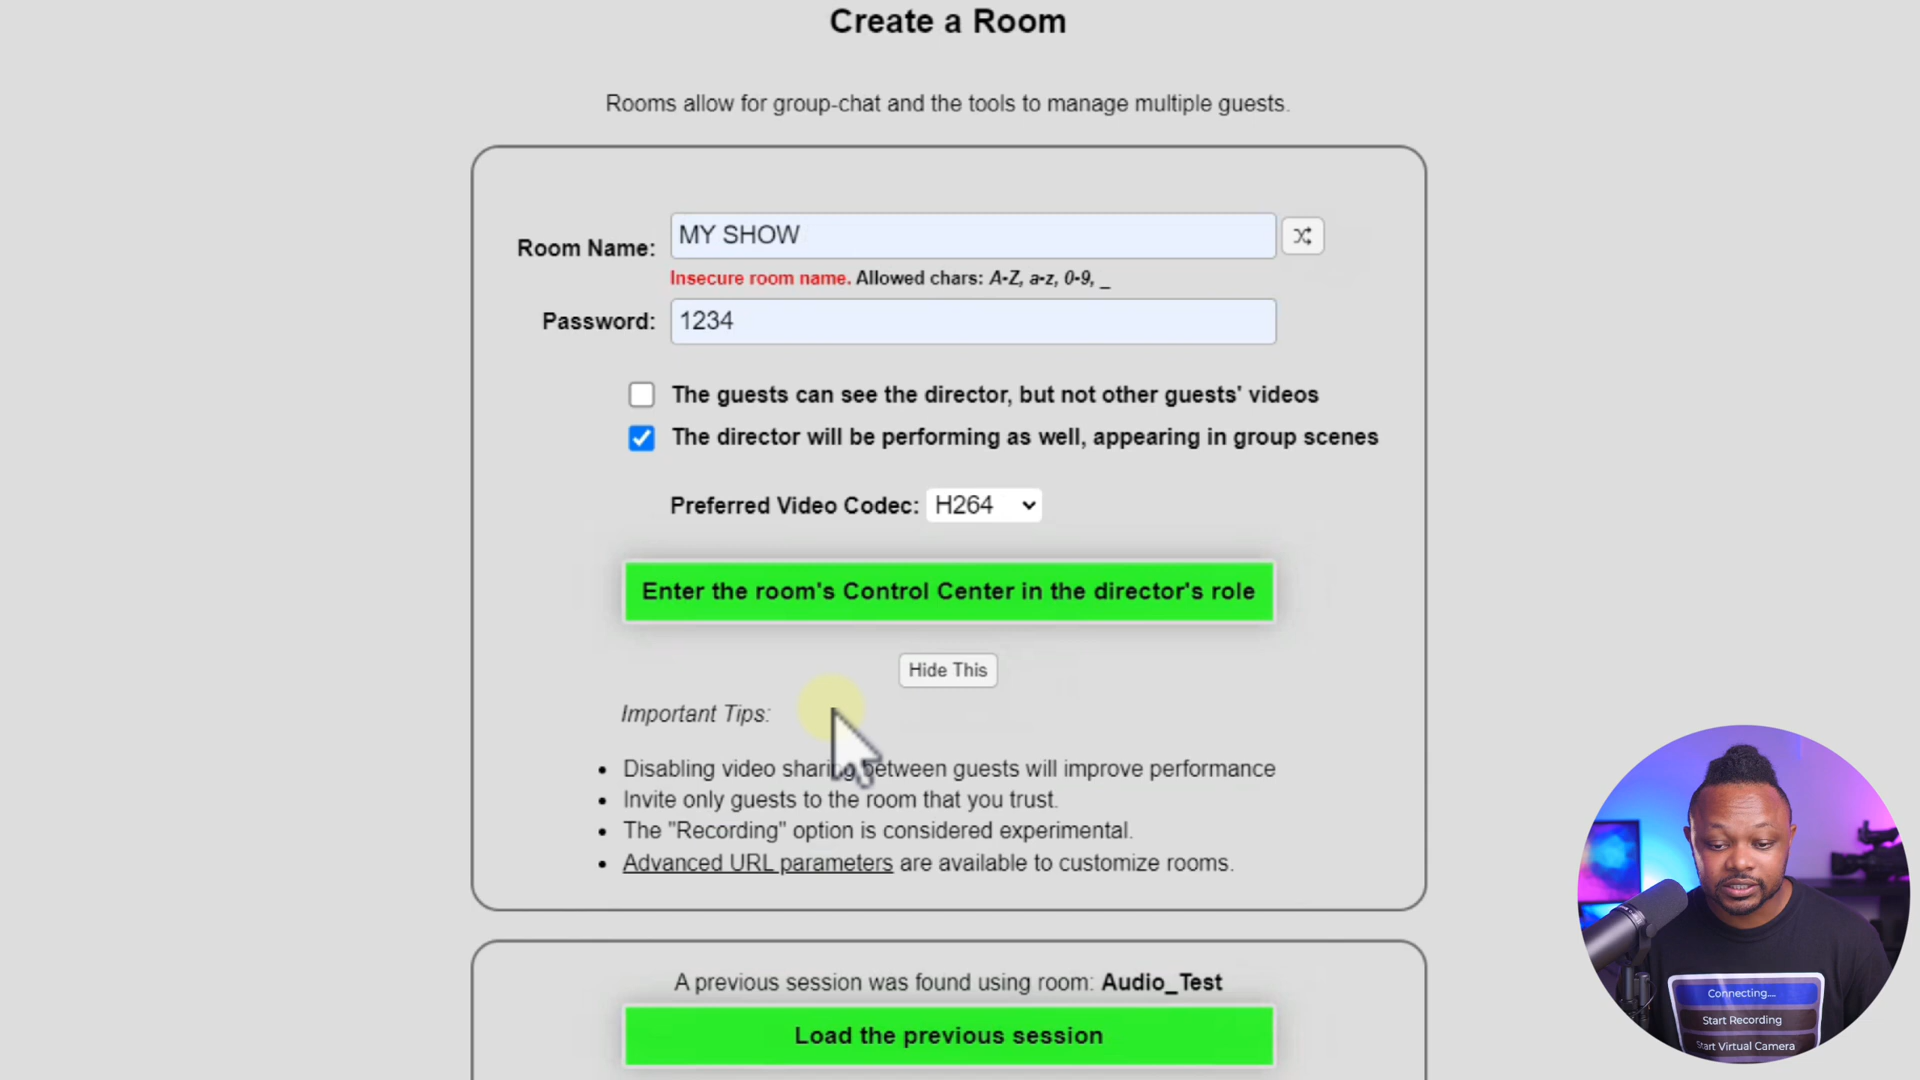 Create a Room
Rooms allow for group-chat and the tools to manage multiple guests.
Room Name: MY SHOW
Insecure room name. Allowed chars: A-Z, a-z, 0-9, _
Password: 1234
The guests can see the director, but not other guests' videos
The director will be performing as well, appearing in group scenes
Preferred Video Codec: H264
Enter the room's Control Center in the director's role
Hide This
Important Tips:
Disabling video sharing between guests will improve performance
Invite only guests to the room that you trust.
The "Recording" option is considered experimental.
Advanced URL parameters are available to customize rooms.
A previous session was found using room: Audio_Test
Load the previous session
Connecting....
Start Recording
Start Virtual Camera